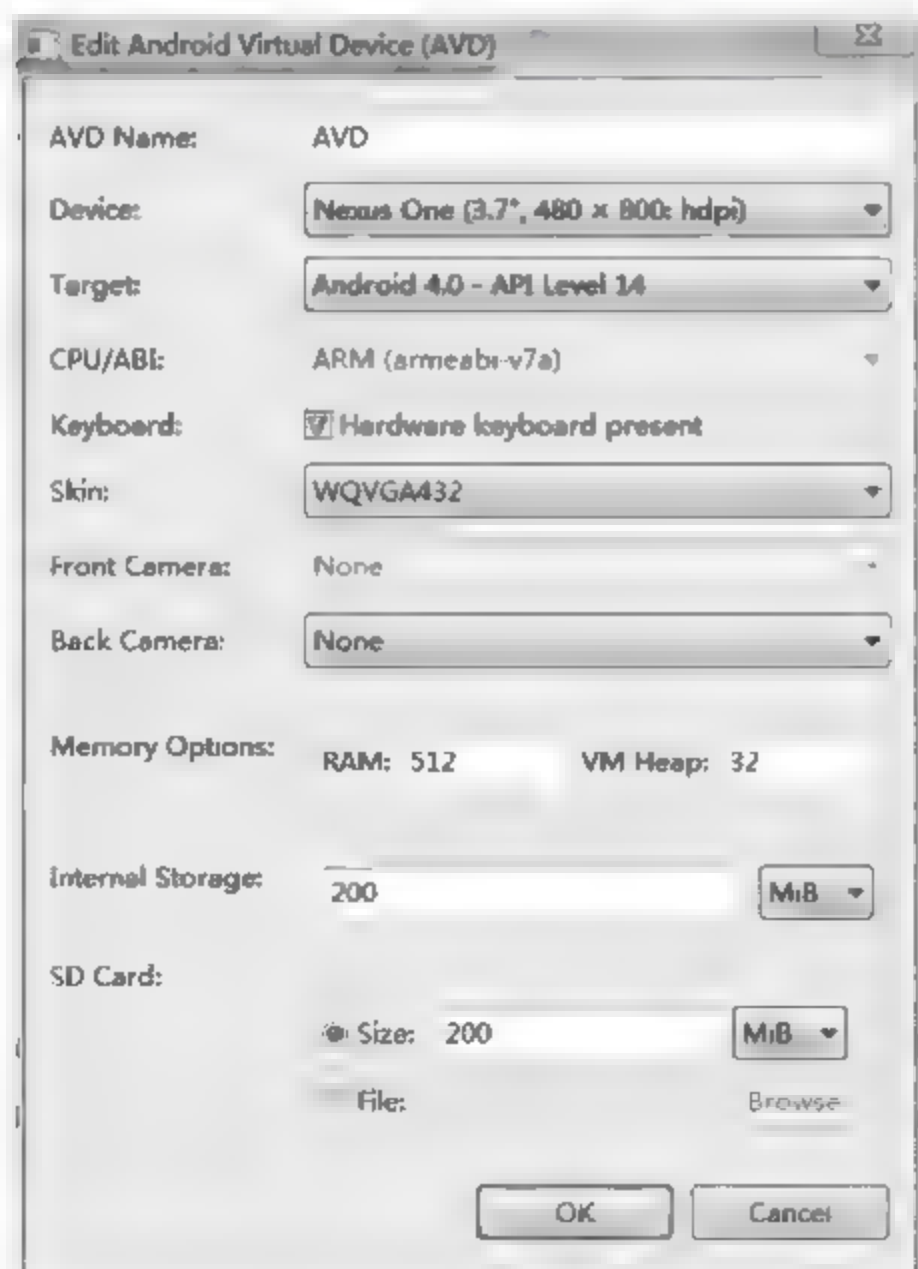 Edit Android Virtual Device (AVD)
AVD Name: AVD
Device: Nexus One (3.7", 480 × 800: hdpi)
Target: Android 4.0 - API Level 14
CPU/ABI: ARM (armeabi-v7a)
Keyboard: Hardware keyboard present
Skin: WQVGA432
Front Camera: None
Back Camera: None
Memory Options: RAM: 512 VM Heap: 32
Internal Storage: 200 MiB
SD Card:
Size: 200 MiB
File: Browse
OK Cancel